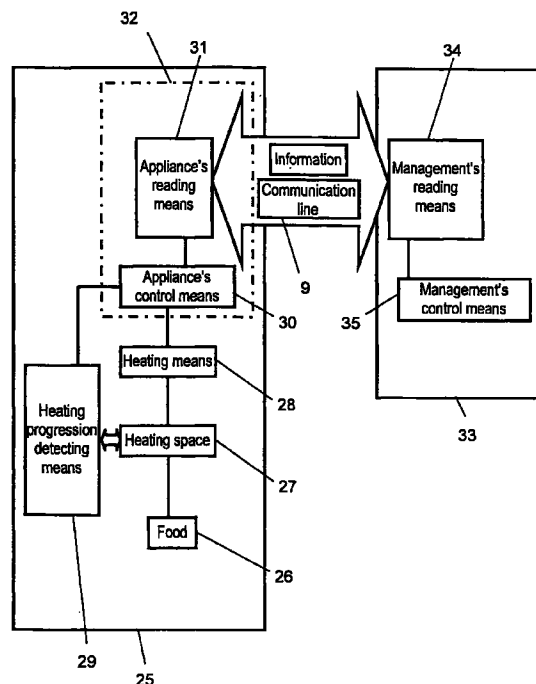 32
31
34
Appliance's
reading
means
Information
Communication
line
Management's
reading
means
Appliance's
control means
30
9
35
Management's
control means
Heating means
28
33
Heating
progression
detecting
means
Heating space
27
Food
26
29
25